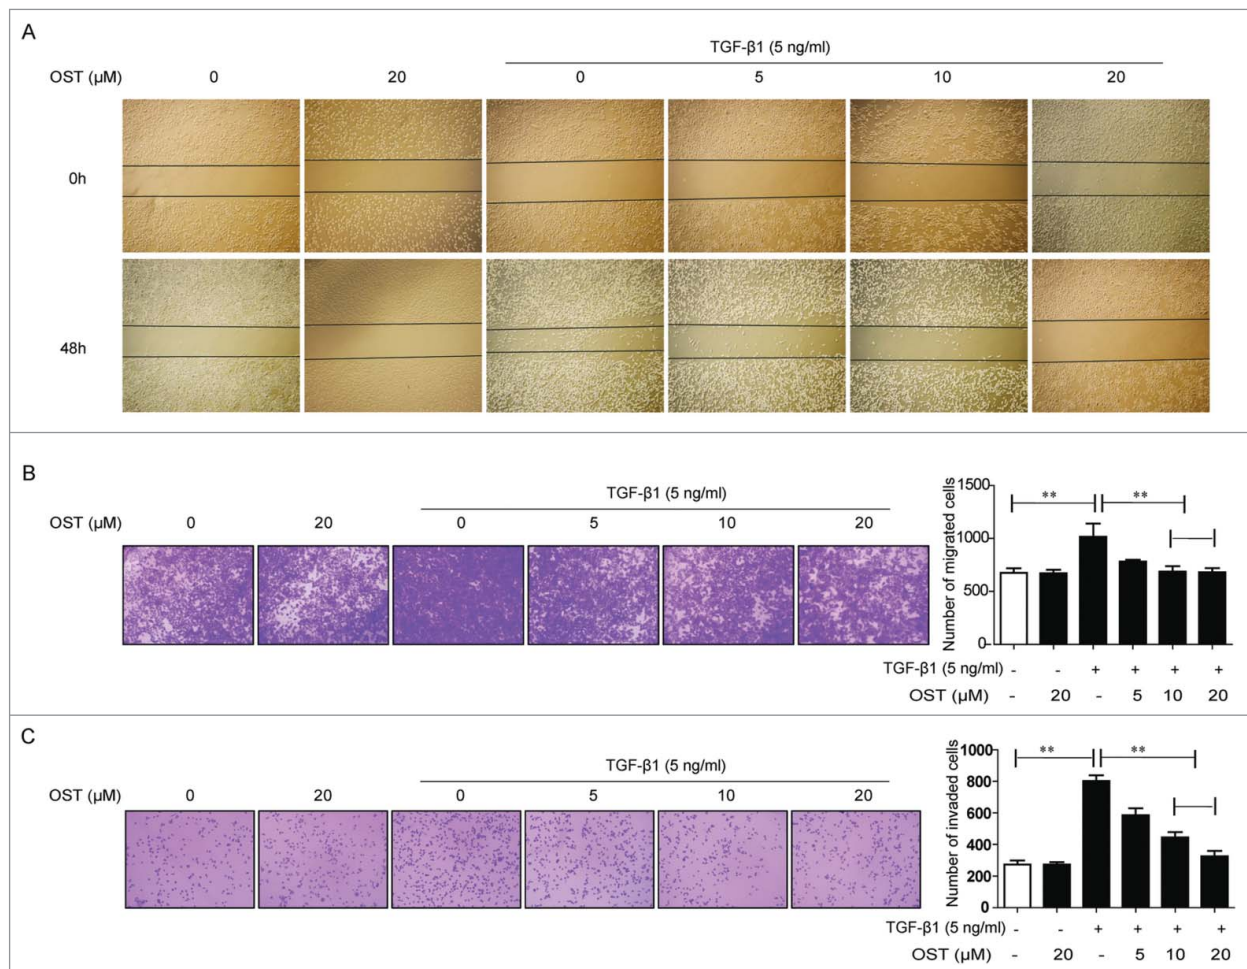 A
TGF-β1 (5 ng/ml)
OST (μM) 0 20 0 5 10 20
0h
48h
B
TGF-β1 (5 ng/ml)
OST (μM) 0 20 0 5 10 20
Number of migrated cells
1500
1000
500
0
** **
TGF-β1 (5 ng/ml) - - + + + +
OST (μM) - 20 - 5 10 20
C
TGF-β1 (5 ng/ml)
OST (μM) 0 20 0 5 10 20
Number of invaded cells
1000
800
600
400
200
0
** **
TGF-β1 (5 ng/ml) - - + + + +
OST (μM) - 20 - 5 10 20